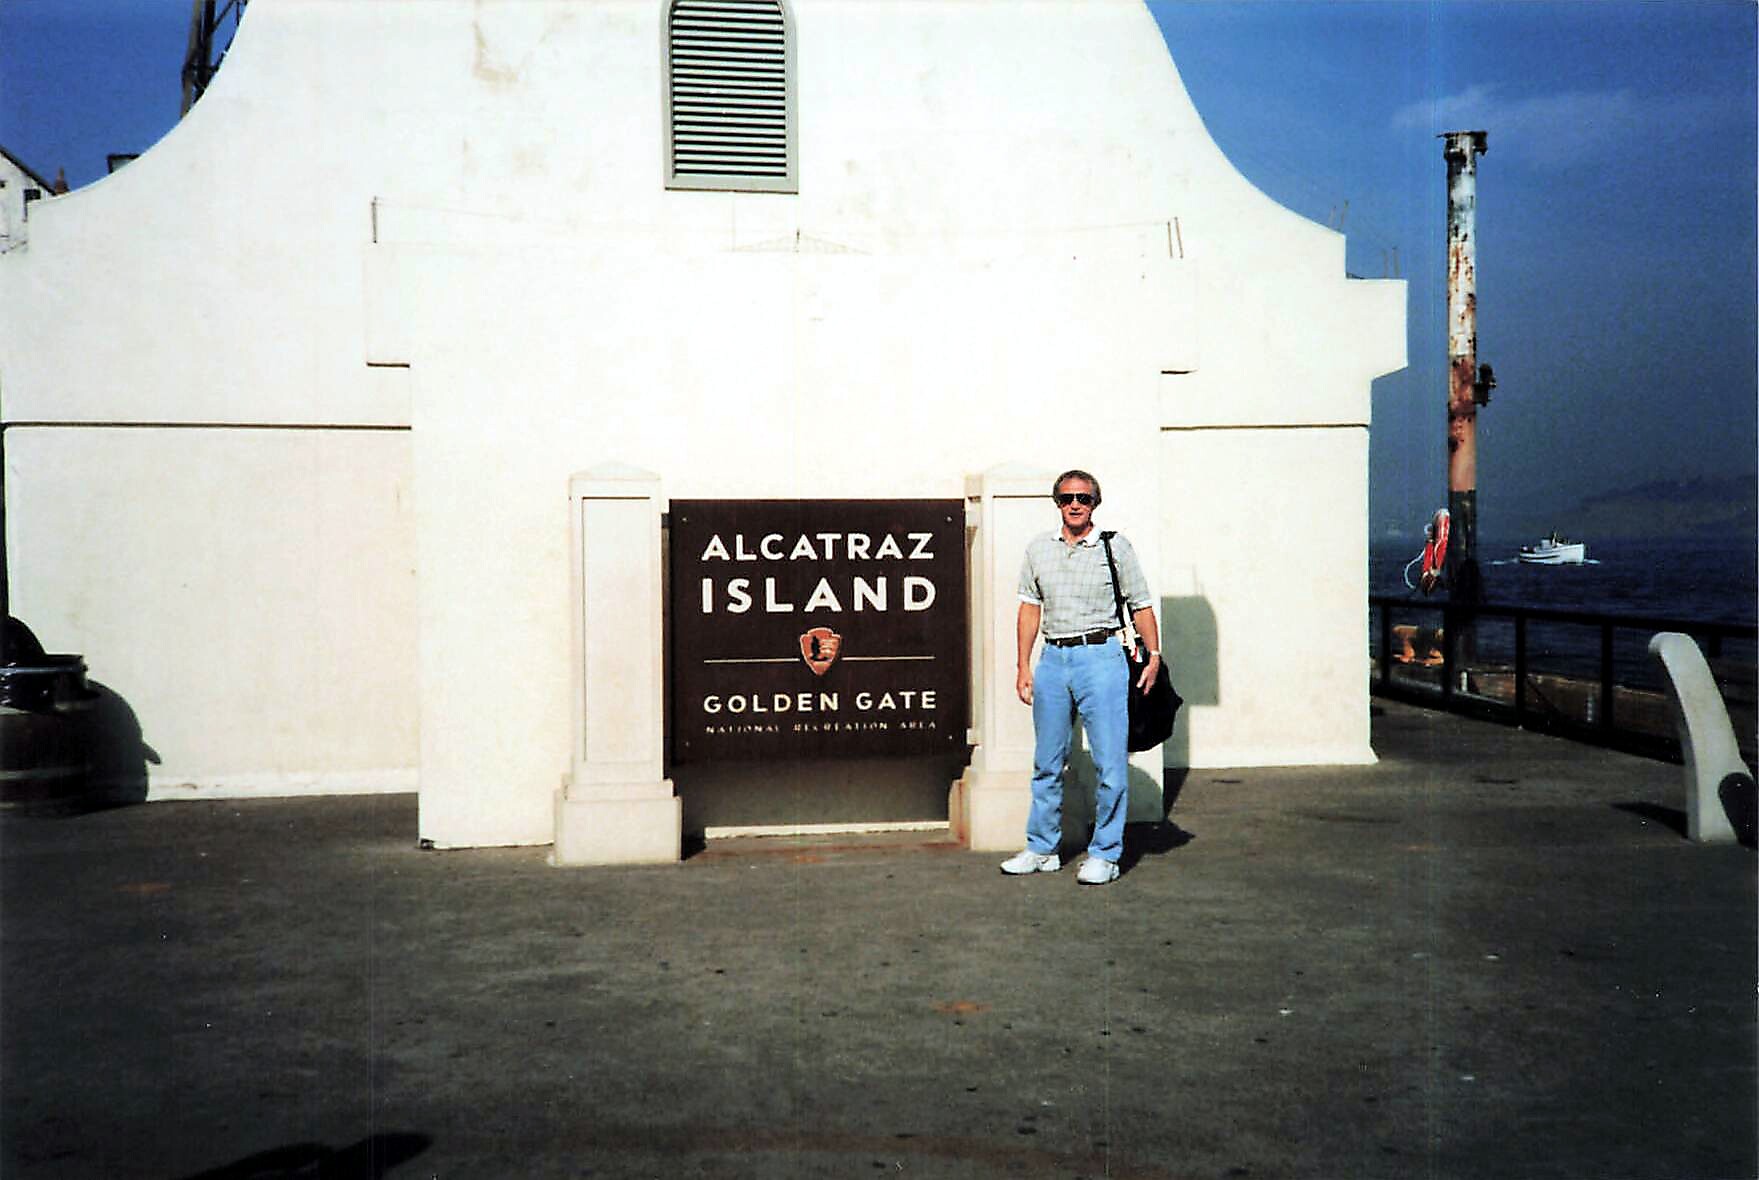 ALCATRAZ
ISLAND
GOLDEN GATE
NATIONAL RECREATION AREA